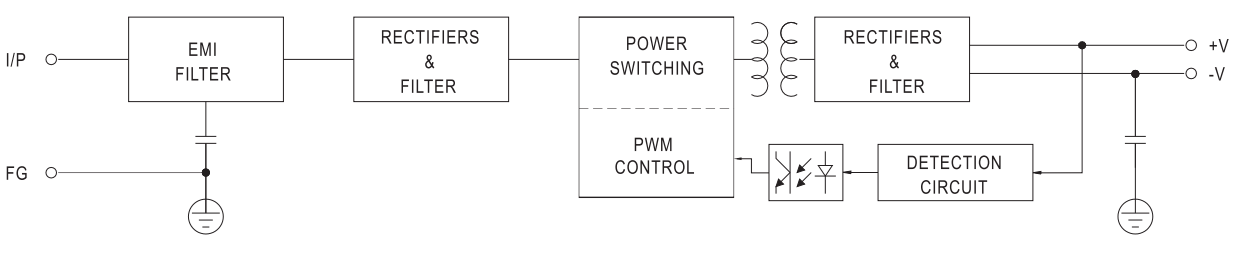 I/P
EMI
FILTER
RECTIFIERS
&
FILTER
POWER
SWITCHING
RECTIFIERS
&
FILTER
+V
-V
PWM
CONTROL
DETECTION
CIRCUIT
FG